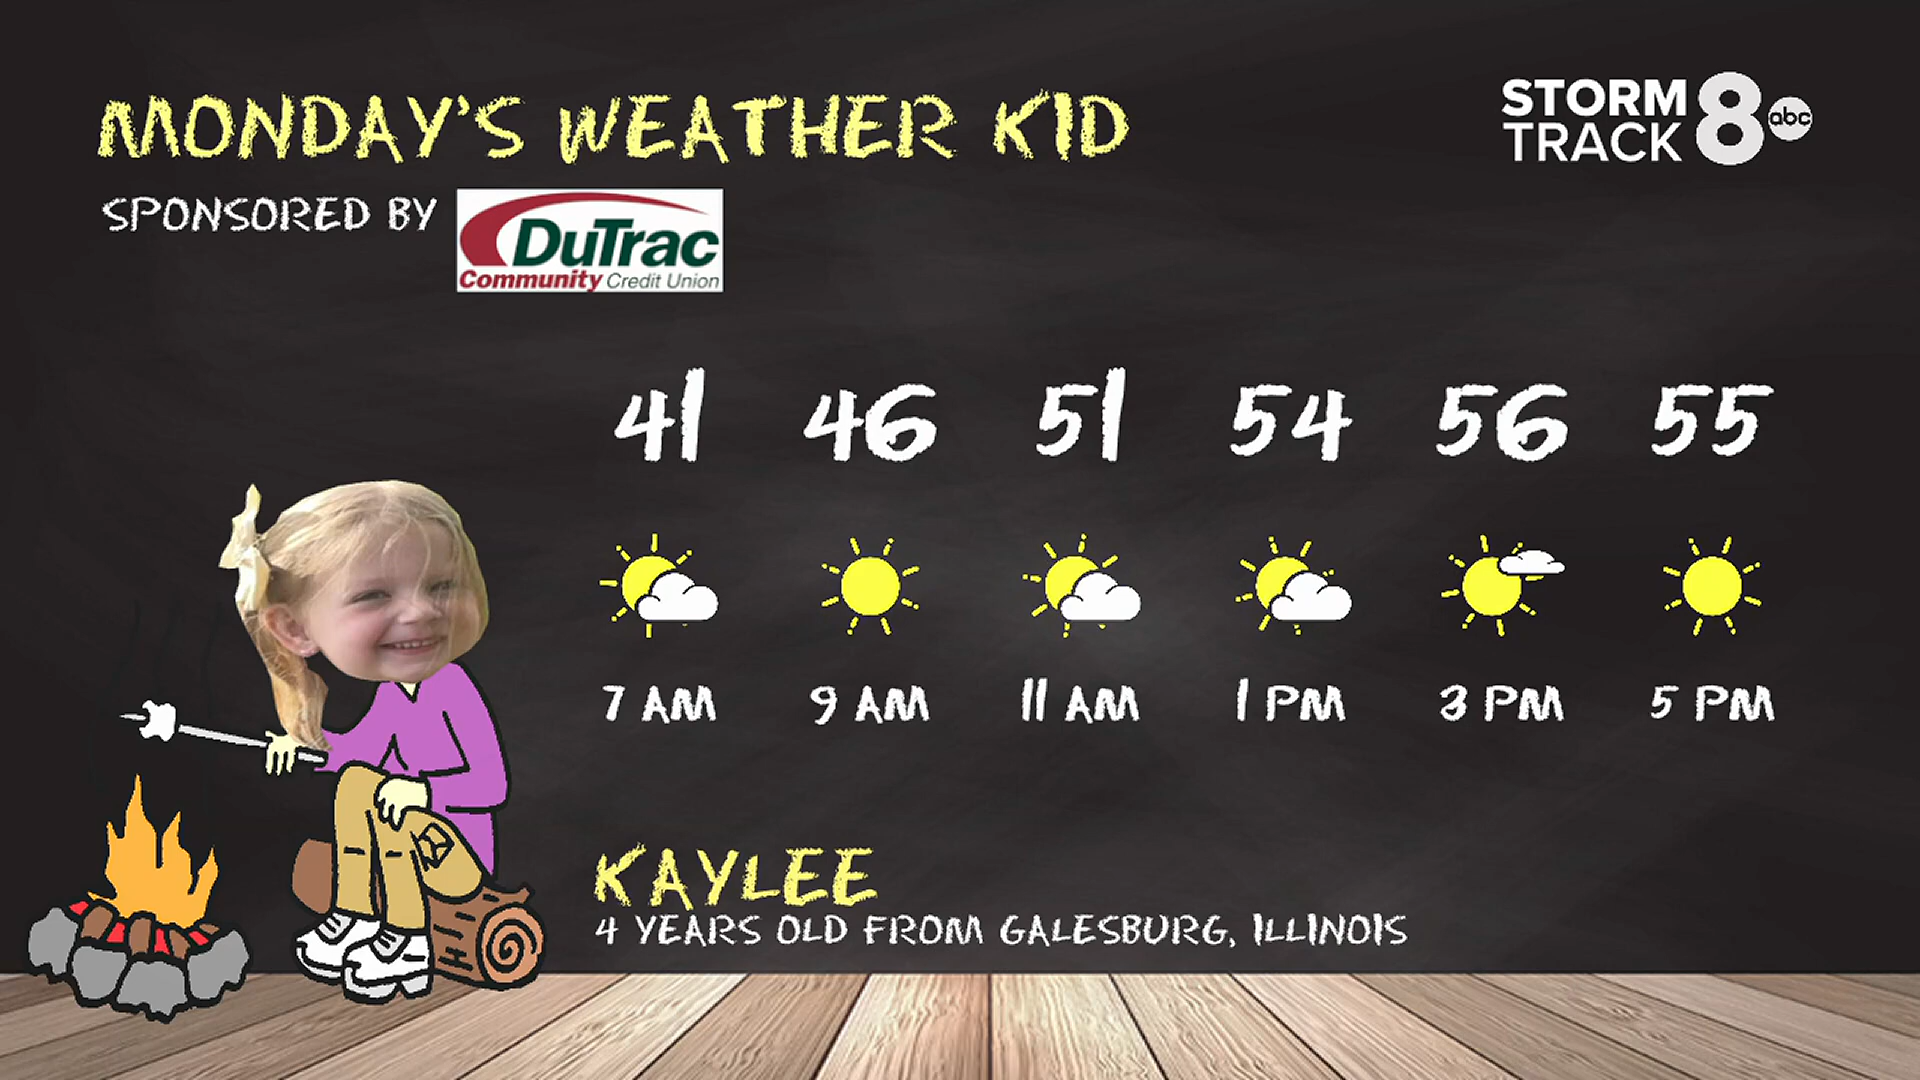 MONDAY'S WEATHER KID
STORM TRACK 8 abc
SPONSORED BY DuTrac Community Credit Union
41 46 51 54 56 55
7 AM 9 AM 11 AM 1 PM 3 PM 5 PM
KAYLEE
4 YEARS OLD FROM GALESBURG, ILLINOIS